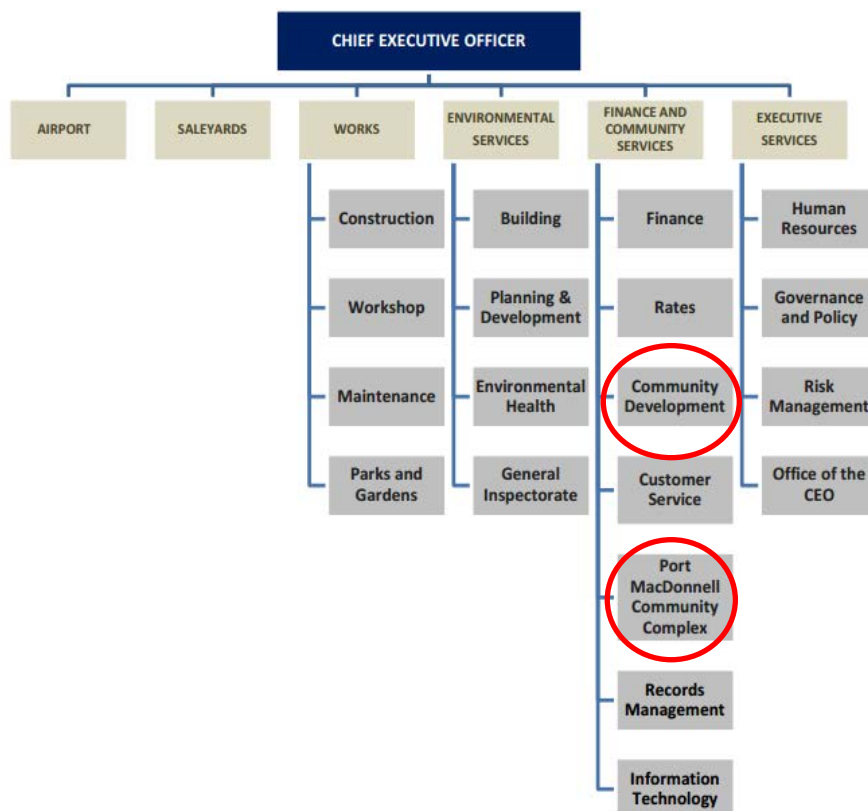 CHIEF EXECUTIVE OFFICER
AIRPORT
SALEYARDS
WORKS
ENVIRONMENTAL
SERVICES
FINANCE AND
COMMUNITY
SERVICES
EXECUTIVE
SERVICES
Construction
Workshop
Maintenance
Parks and
Gardens
Building
Planning &
Development
Environmental
Health
General
Inspectorate
Finance
Rates
Community
Development
Customer
Service
Port
MacDonnell
Community
Complex
Records
Management
Information
Technology
Human
Resources
Governance
and Policy
Risk
Management
Office of the
CEO